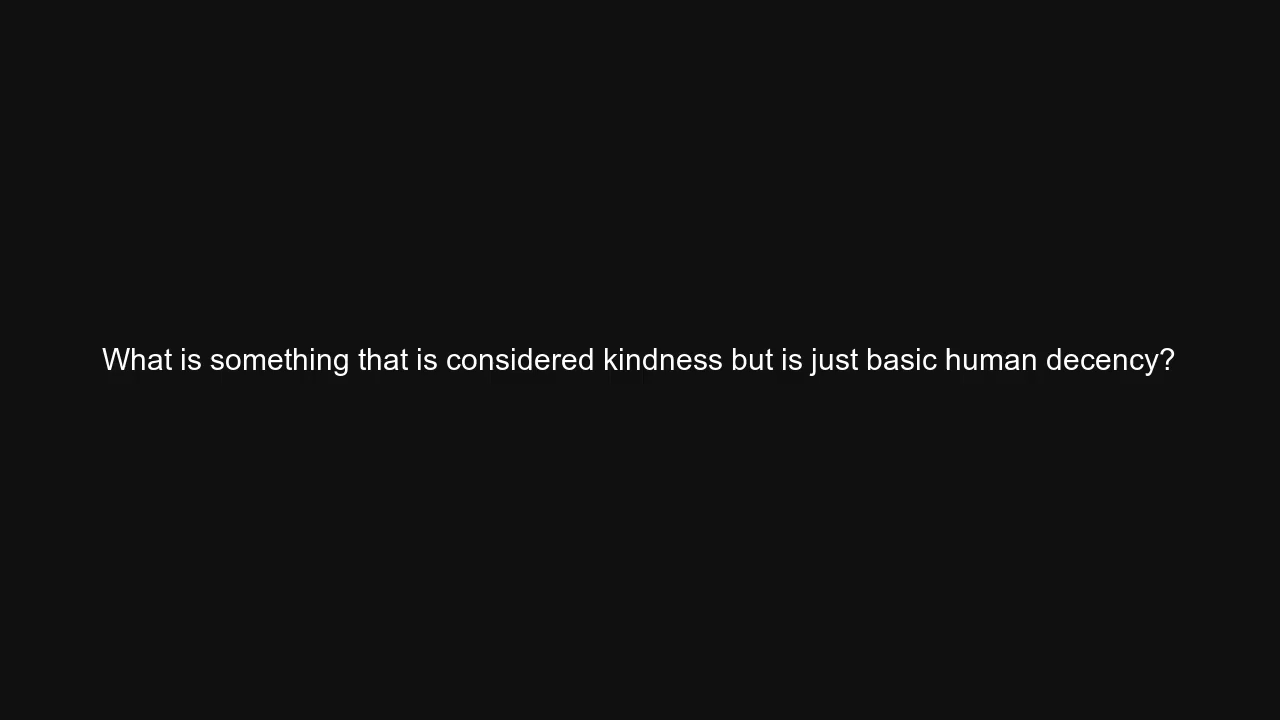 What is something that is considered kindness but is just basic human decency?